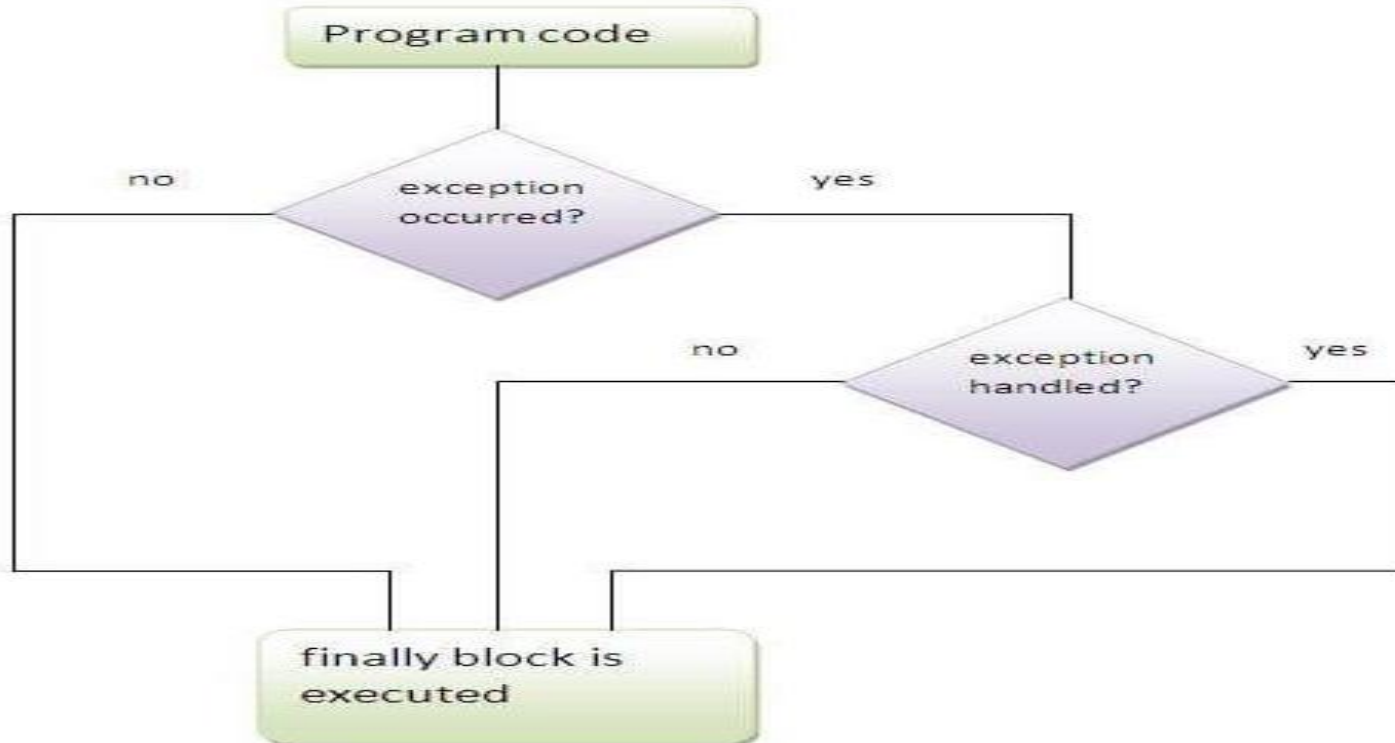 Program code
no
exception
occurred?
yes
no
exception
handled?
yes
finally block is
executed